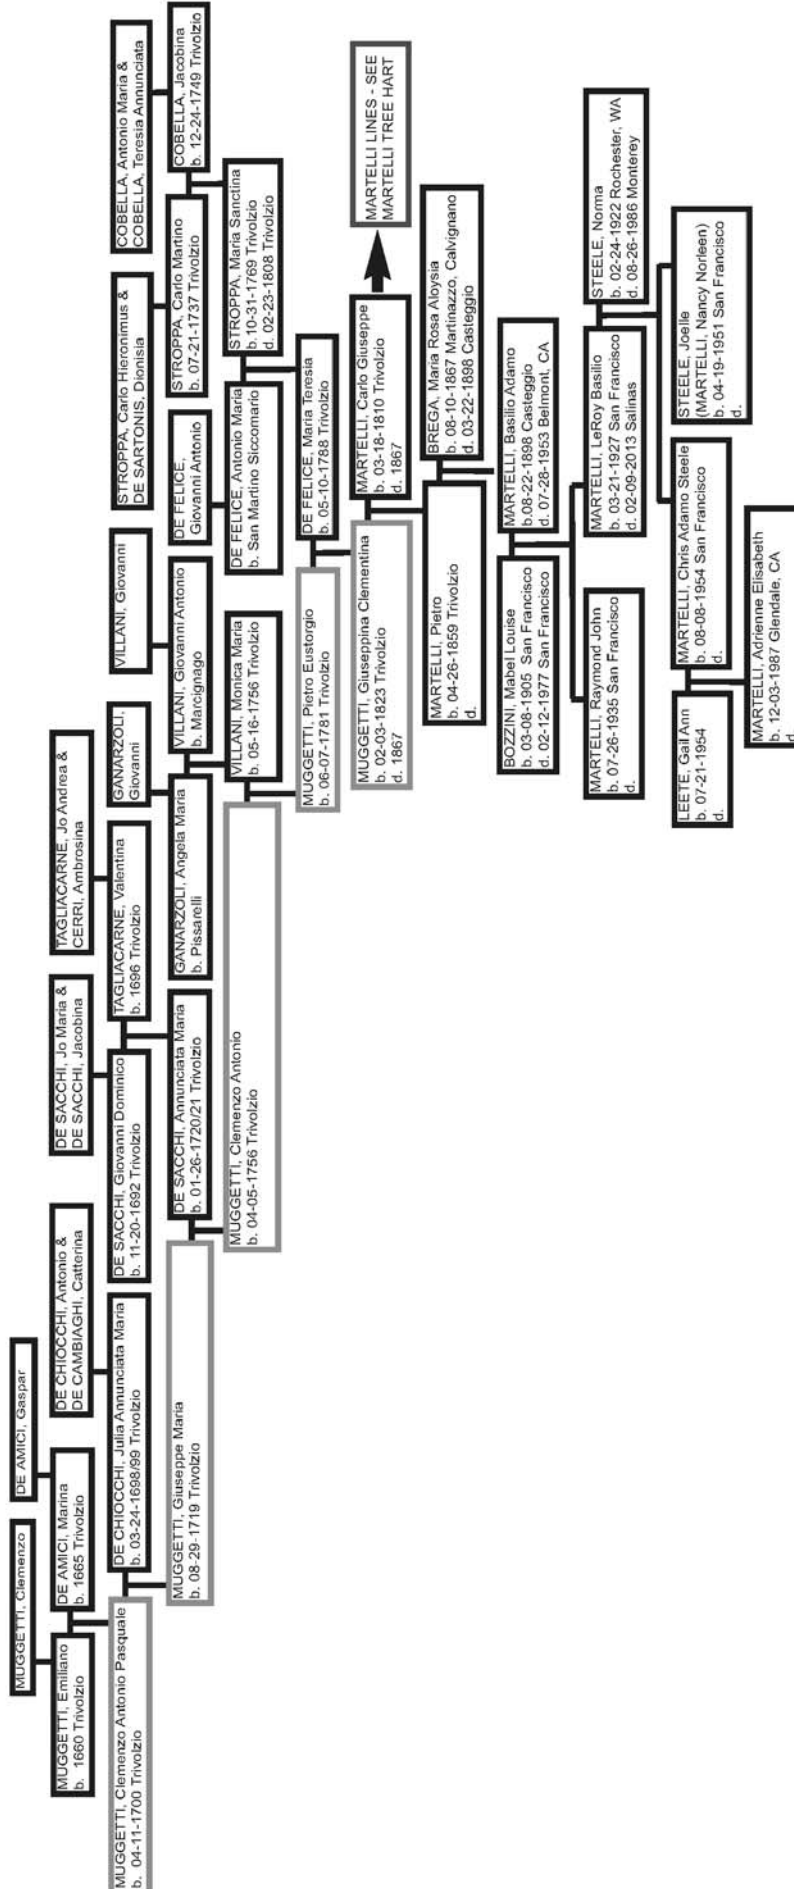 MUGGETTI, Clemenzo
DE AMICI, Gaspar
MUGGETTI, Emiliano
b. 1660 Trivolzio
DE AMICI, Marina
b. 1665 Trivolzio
DE CHIOCCHI, Antonio &
DE CAMBIAGHI, Catterina
DE SACCHI, Jo Maria &
DE SACCHI, Jacobina
TAGLIACARNE, Jo Andrea &
CERRI, Ambrosina
MUGGETTI, Clemenzo Antonio Pasquale
b. 04-11-1700 Trivolzio
DE CHIOCCHI, Julia Annunciata Maria
b. 03-24-1698/99 Trivolzio
DE SACCHI, Giovanni Dominico
b. 11-20-1692 Trivolzio
TAGLIACARNE, Valentina
b. 1696 Trivolzio
GANARZOLI,
Giovanni
VILLANI, Giovanni
STROPPA, Carlo Hieronimus &
DE SARTONIS, Dionisia
COBELLA, Antonio Maria &
COBELLA, Teresia Annunciata
MUGGETTI, Giuseppe Maria
b. 08-29-1719 Trivolzio
DE SACCHI, Annunciata Maria
b. 01-26-1720/21 Trivolzio
GANARZOLI, Angela Maria
b. Pissarelli
VILLANI, Giovanni Antonio
b. Marcignago
DE FELICE,
Giovanni Antonio
STROPPA, Carlo Martino
b. 07-21-1737 Trivolzio
COBELLA, Jacobina
b. 12-24-1749 Trivolzio
MUGGETTI, Clemenzo Antonio
b. 04-05-1756 Trivolzio
VILLANI, Monica Maria
b. 05-16-1756 Trivolzio
DE FELICE, Antonio Maria
b. San Martino Siccomario
STROPPA, Maria Sanctina
b. 10-31-1769 Trivolzio
d. 02-23-1808 Trivolzio
MUGGETTI, Pietro Eustorgio
b. 06-07-1781 Trivolzio
DE FELICE, Maria Teresia
b. 05-10-1788 Trivolzio
MUGGETTI, Giuseppina Clementina
b. 02-03-1823 Trivolzio
d. 1867
MARTELLI, Carlo Giuseppe
b. 03-18-1810 Trivolzio
d. 1867
MARTELLI LINES - SEE
MARTELLI TREE HART
MARTELLI, Pietro
b. 04-26-1859 Trivolzio
d.
BREGA, Maria Rosa Aloysia
b. 08-10-1867 Martinazzo, Calvignano
d. 03-22-1898 Casteggio
BOZZINI, Mabel Louise
b. 03-08-1905 San Francisco
d. 02-12-1977 San Francisco
MARTELLI, Basilio Adamo
b.08-22-1898 Casteggio
d. 07-28-1953 Belmont, CA
MARTELLI, Raymond John
b. 07-26-1935 San Francisco
d.
MARTELLI, LeRoy Basilio
b. 03-21-1927 San Francisco
d. 02-09-2013 Salinas
STEELE, Norma
b. 02-24-1922 Rochester, WA
d. 08-26-1986 Monterey
LEETE, Gail Ann
b. 07-21-1954
d.
MARTELLI, Chris Adamo Steele
b. 08-08-1954 San Francisco
d.
STEELE, Joelle
(MARTELLI, Nancy Norleen)
b. 04-19-1951 San Francisco
d.
MARTELLI, Adrienne Elisabeth
b. 12-03-1987 Glendale, CA
d.